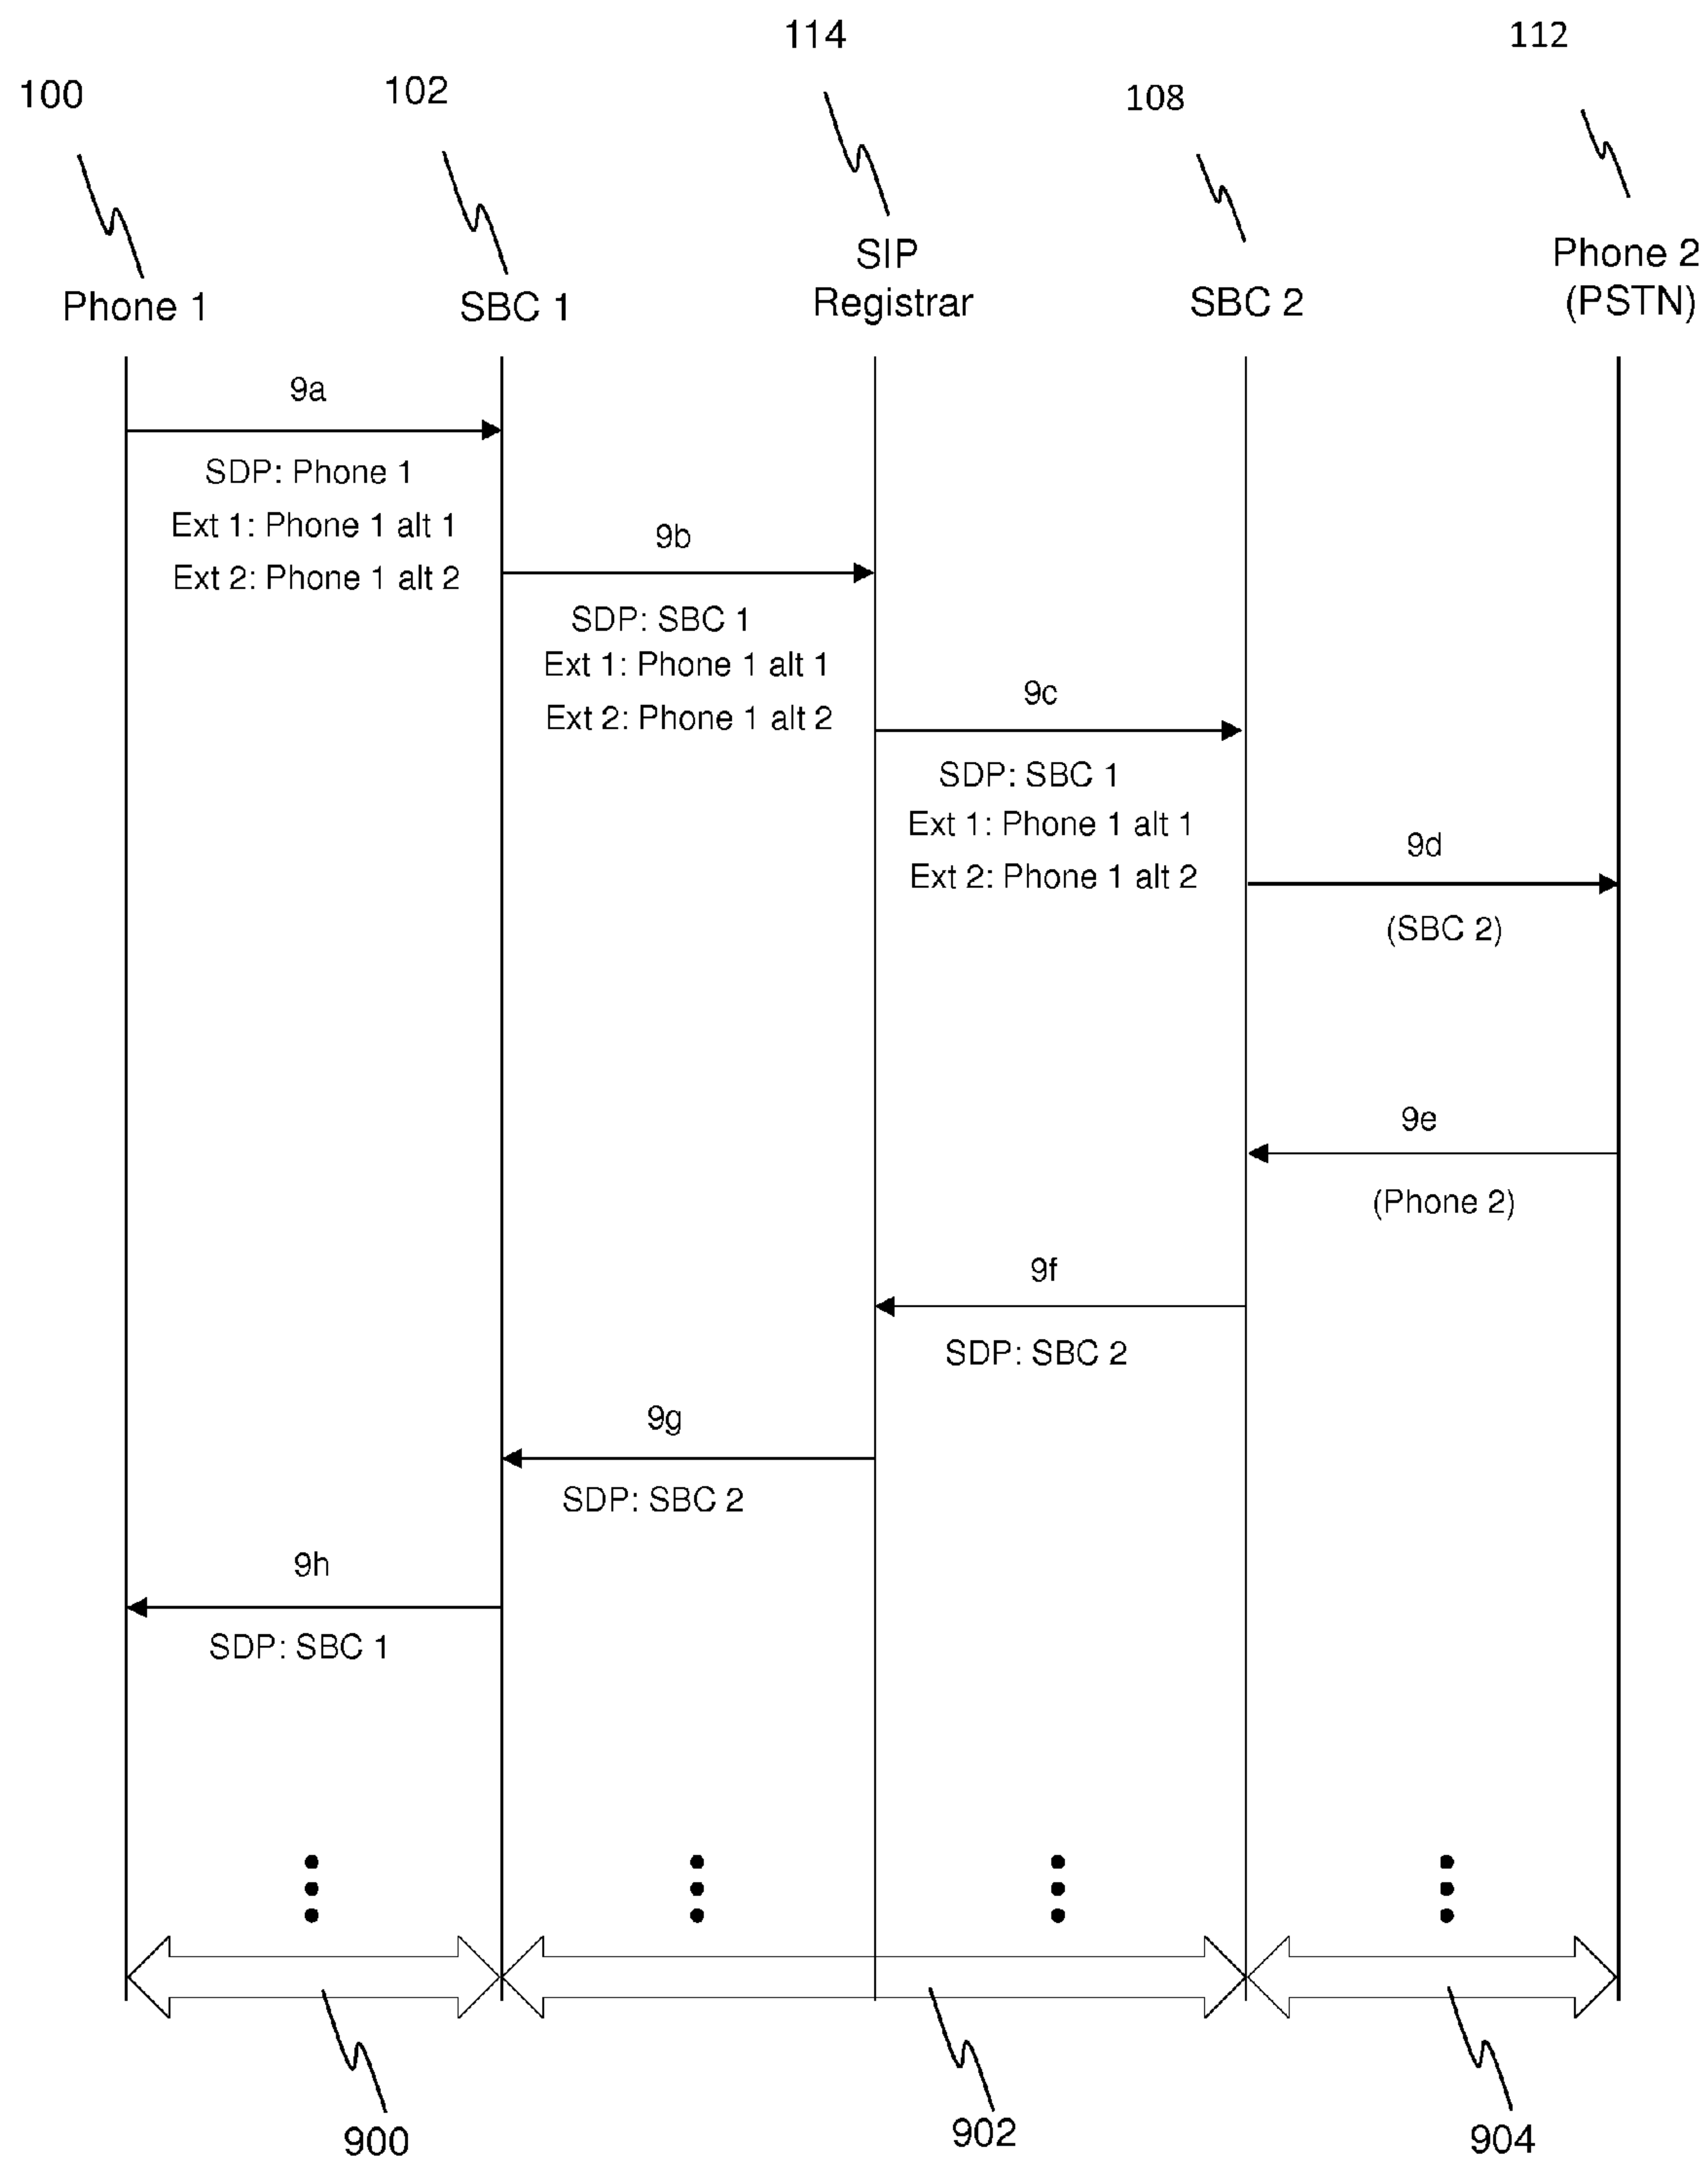 114
112
100
102
108
SIP
Registrar
Phone 2
(PSTN)
Phone 1
SBC 1
SBC 2
9a
SDP: Phone 1
Ext 1: Phone 1 alt 1
Ext 2: Phone 1 alt 2
9b
SDP: SBC 1
Ext 1: Phone 1 alt 1
Ext 2: Phone 1 alt 2
9c
SDP: SBC 1
Ext 1: Phone 1 alt 1
Ext 2: Phone 1 alt 2
9d
(SBC 2)
9e
(Phone 2)
9f
SDP: SBC 2
9g
SDP: SBC 2
9h
SDP: SBC 1
900
902
904